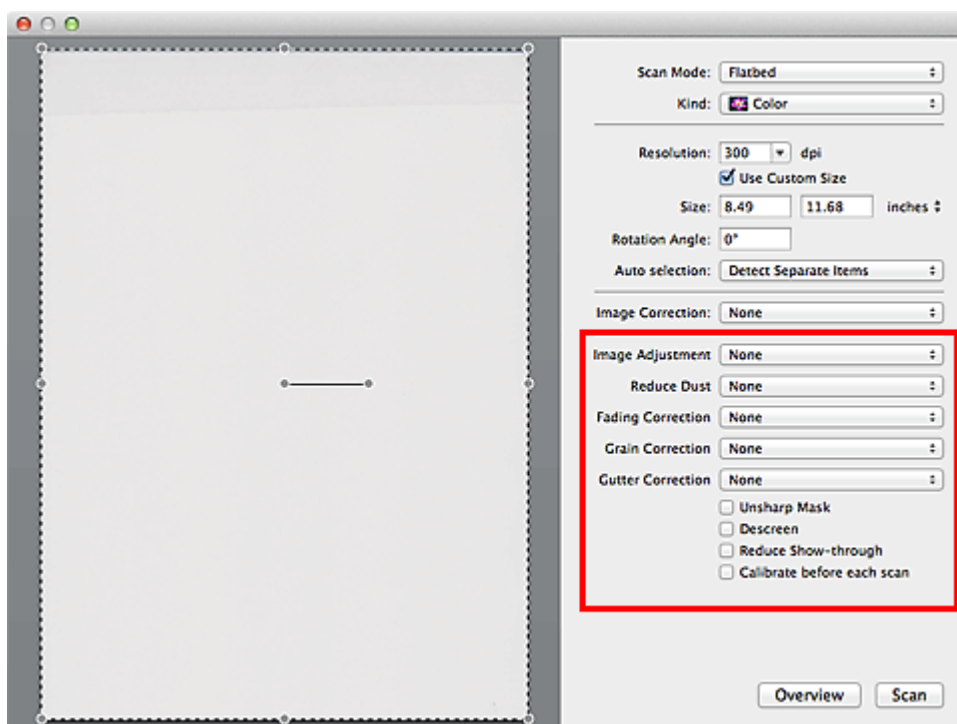 Scan Mode: Flatbed
Kind: Color
Resolution: 300 dpi
Use Custom Size
Size: 8.49 11.68 inches
Rotation Angle: 0°
Auto selection: Detect Separate Items
Image Correction: None
Image Adjustment None
Reduce Dust None
Fading Correction None
Grain Correction None
Gutter Correction None
Unsharp Mask
Descreen
Reduce Show-through
Calibrate before each scan
Overview Scan